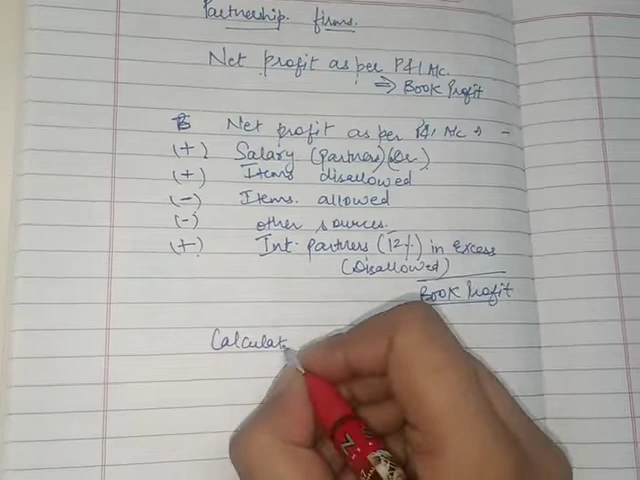 Partnership firms.
Net profit as per P&L A/c.
⇒ Book Profit
Net profit as per P&L A/c → -
(+) Salary (partners) (Dr.)
(+) Items disallowed
(-) Items allowed
(-) other sources.
(+) Int. partners (12%) in Excess
(Disallowed)
Book Profit
Calculat